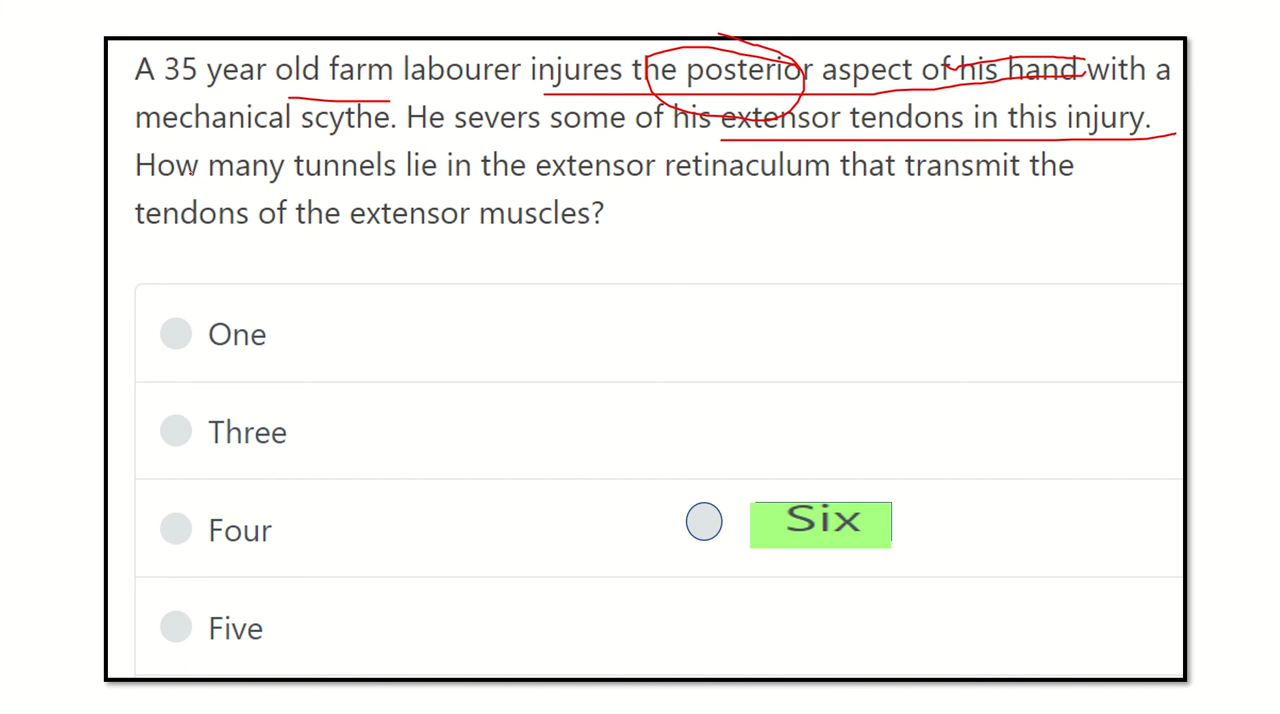 A 35 year old farm labourer injures the posterior aspect of his hand with a
mechanical scythe. He severs some of his extensor tendons in this injury.
How many tunnels lie in the extensor retinaculum that transmit the
tendons of the extensor muscles?
One
Three
Four
Six
Five